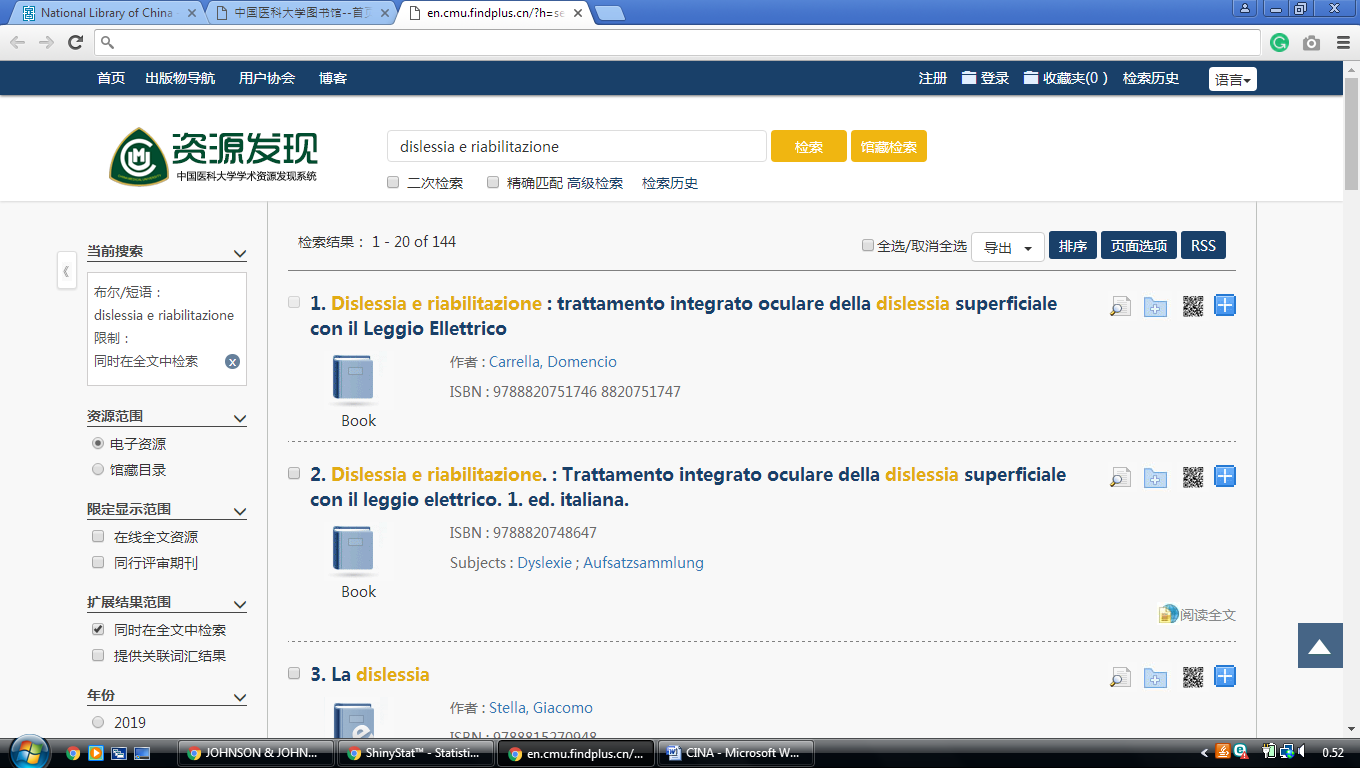 National Library of China -
中国医科大学图书馆--首页
en.cmu.findplus.cn/?h=se
首页 出版物导航 用户协会 博客 注册 登录 收藏夹(0 ) 检索历史 语言
资源发现
中国医科大学学术资源发现系统
dislessia e riabilitazione 检索 馆藏检索
二次检索 精确匹配 高级检索 检索历史
当前搜索
布尔/短语：
dislessia e riabilitazione
限制：
同时在全文中检索 x
资源范围
电子资源
馆藏目录
限定显示范围
在线全文资源
同行评审期刊
扩展结果范围
同时在全文中检索
提供关联词汇结果
年份
2019
检索结果： 1 - 20 of 144 全选/取消全选 导出 排序 页面选项 RSS
1. Dislessia e riabilitazione : trattamento integrato oculare della dislessia superficiale
con il Leggio Ellettrico
作者 : Carrella, Domencio
ISBN : 9788820751746 8820751747
Book
2. Dislessia e riabilitazione. : Trattamento integrato oculare della dislessia superficiale
con il leggio elettrico. 1. ed. italiana.
ISBN : 9788820748647
Subjects : Dyslexie ; Aufsatzsammlung
Book
阅读全文
3. La dislessia
作者 : Stella, Giacomo
ISBN : 9788815270948
JOHNSON & JOHN... ShinyStat™ - Statisti... en.cmu.findplus.cn/... CINA - Microsoft W... 0.52